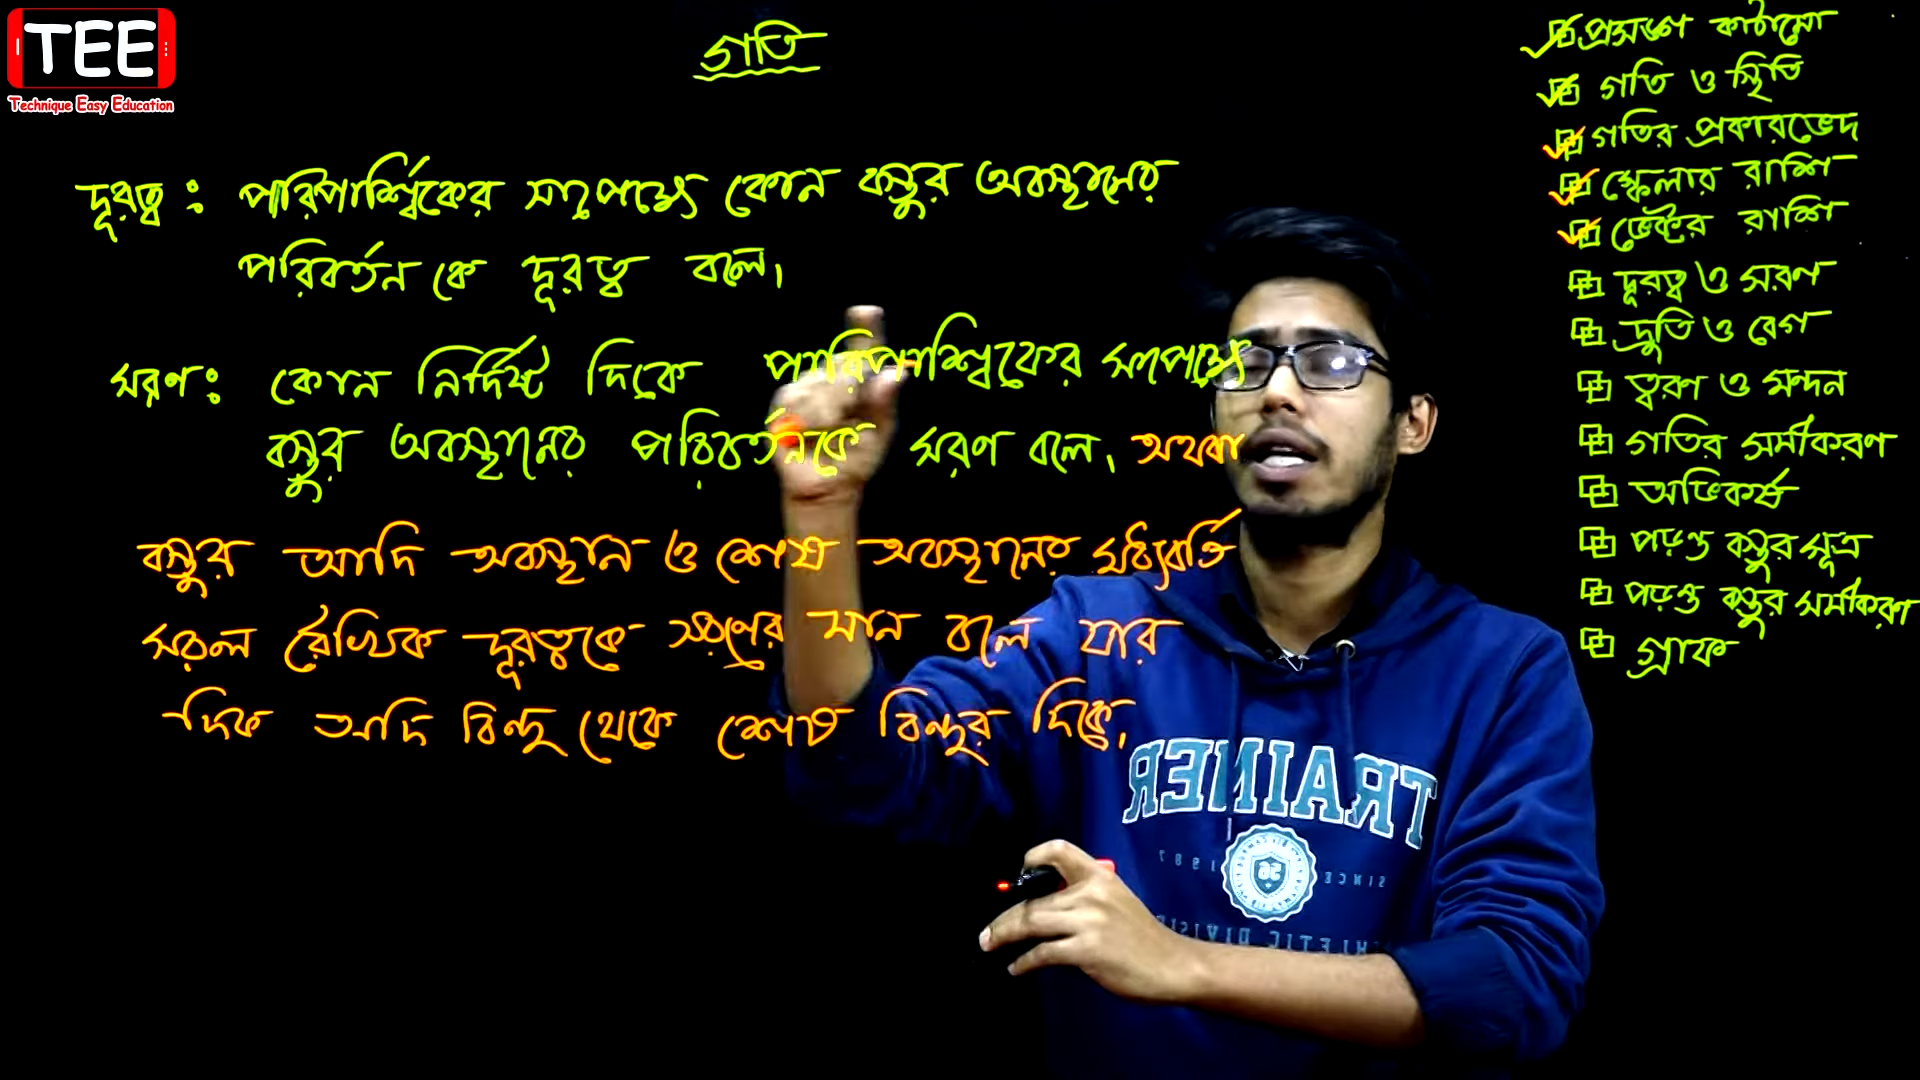 TEE
Technique Easy Education
গতি
দূরত্ব : পারিপার্শ্বিকের সাপেক্ষে কোন বস্তুর অবস্থানের
পরিবর্তন কে দূরত্ব বলে।
সরণ : কোন নির্দিষ্ট দিকে পারিপার্শ্বিকের সাপেক্ষে
বস্তুর অবস্থানের পরিবর্তনকে সরণ বলে। অথবা
বস্তুর আদি অবস্থান ও শেষ অবস্থানের মধ্যবর্তি
সরল রৈখিক দূরত্বকে সরণের মান বলে যার
দিক আদি বিন্দু থেকে শেষ বিন্দুর দিকে।
প্রসঙ্গ কাঠামো
গতি ও স্থিতি
গতির প্রকারভেদ
স্কেলার রাশি
ভেক্টর রাশি
দূরত্ব ও সরণ
দ্রুতি ও বেগ
ত্বরণ ও মন্দন
গতির সমীকরণ
অভিকর্ষ
পড়ন্ত বস্তুর সূত্র
পড়ন্ত বস্তুর সমীকরণ
গ্রাফ
TRAINER
SINCE 1987
56